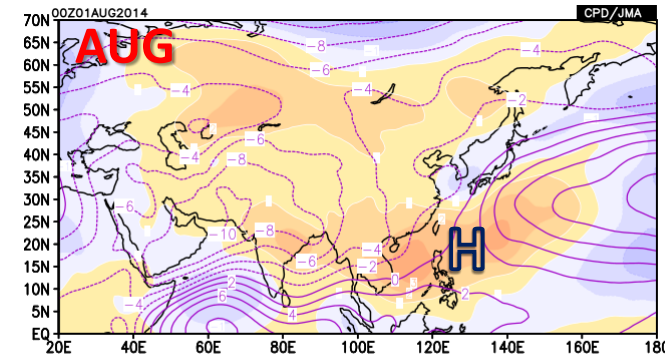 00Z01AUG2014
CPD/JMA
AUG
70N
65N
60N
55N
50N
45N
40N
35N
30N
25N
20N
15N
10N
5N
EQ
-8
-6
-4
-4
-4
-2
-6
-4
-8
-6
-10
-8
-6
-4
-2
0
H
2
6
4
-4
2
20E 40E 60E 80E 100E 120E 140E 160E 180